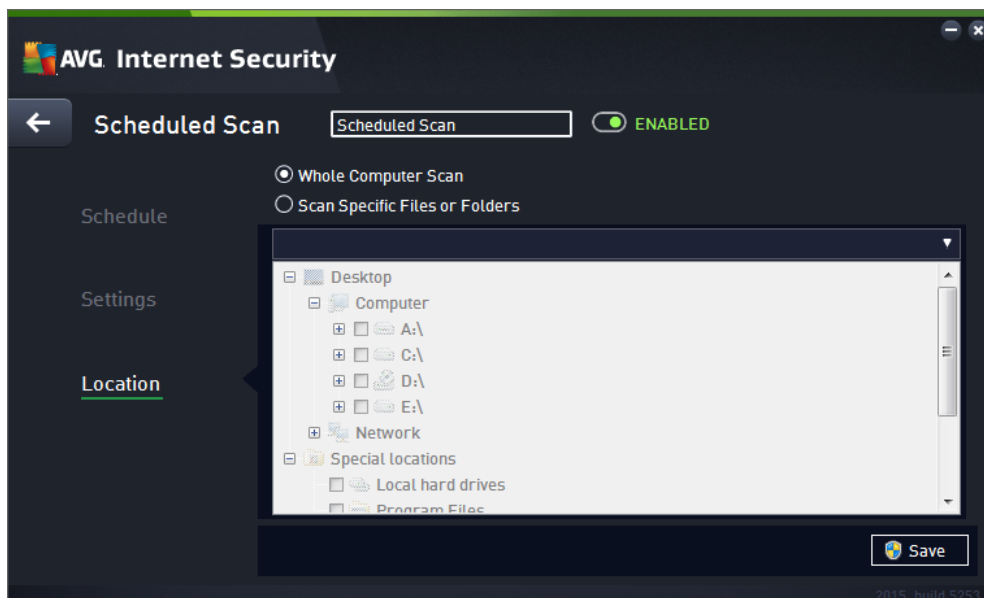 AVG. Internet Security
Scheduled Scan
Scheduled Scan
ENABLED
Whole Computer Scan
Scan Specific Files or Folders
Schedule
Settings
Location
Desktop
Computer
A:\
C:\
D:\
E:\
Network
Special locations
Local hard drives
Program Files
Save
2015, build 5253